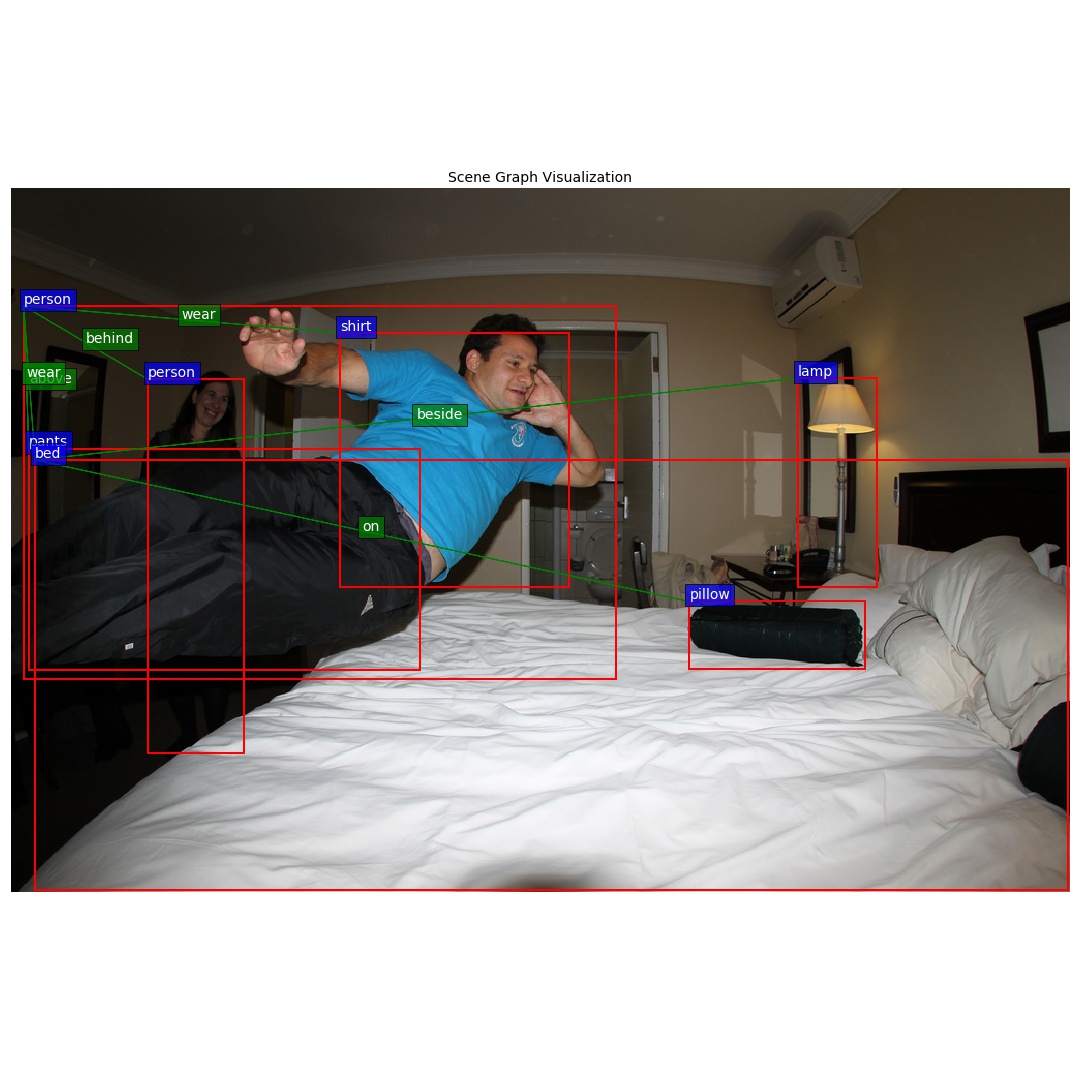 Scene Graph Visualization
person
wear
shirt
behind
wear
above
person
lamp
beside
pants
bed
on
pillow